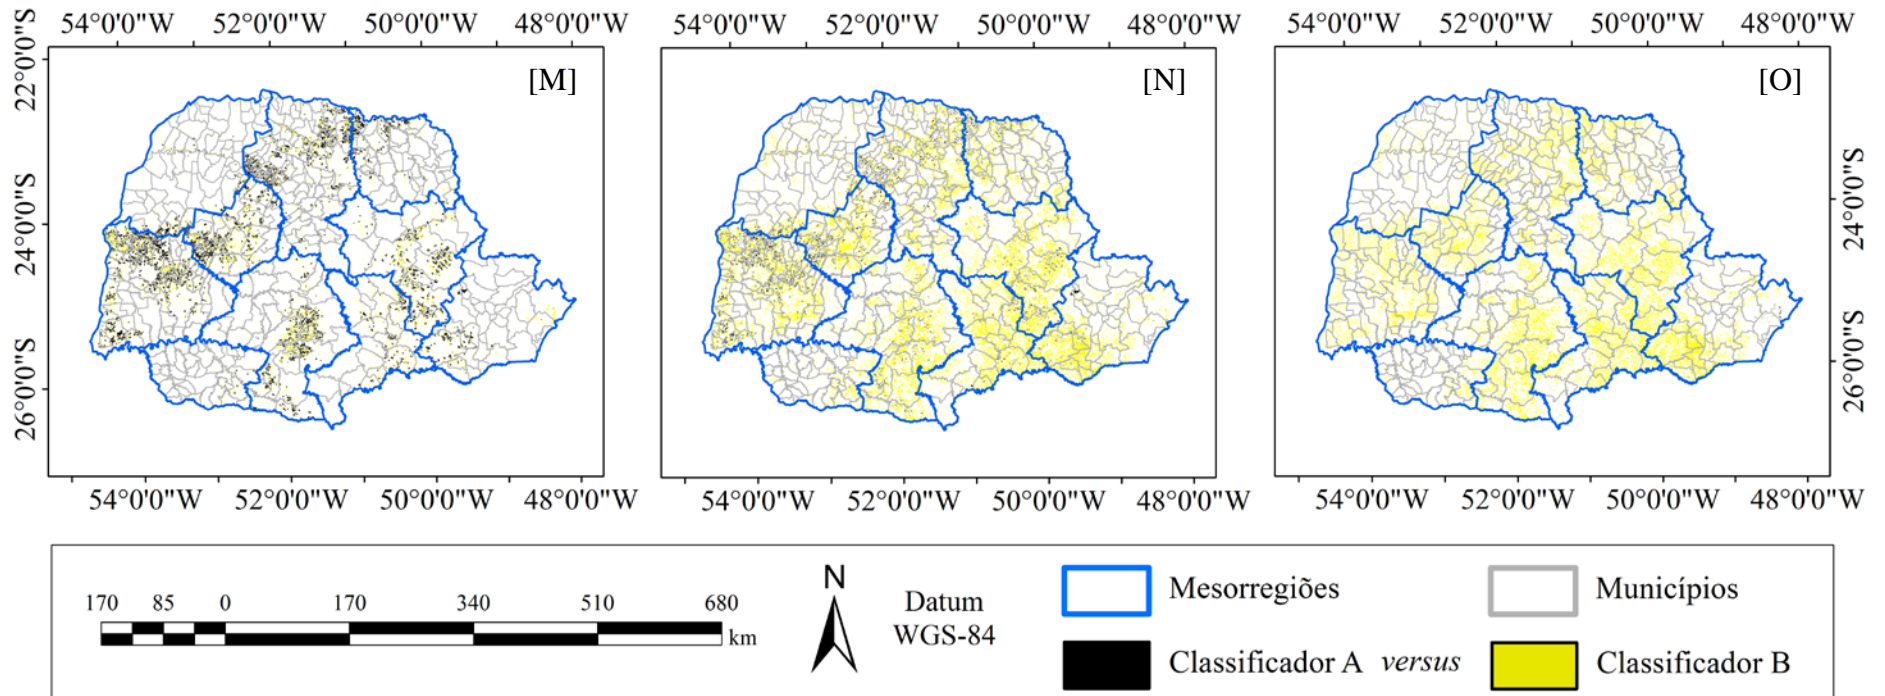 54°0'0"W 52°0'0"W 50°0'0"W 48°0'0"W 54°0'0"W 52°0'0"W 50°0'0"W 48°0'0"W 54°0'0"W 52°0'0"W 50°0'0"W 48°0'0"W
22°0'0"S
[M] [N] [O]
24°0'0"S 24°0'0"S
26°0'0"S 26°0'0"S
54°0'0"W 52°0'0"W 50°0'0"W 48°0'0"W 54°0'0"W 52°0'0"W 50°0'0"W 48°0'0"W 54°0'0"W 52°0'0"W 50°0'0"W 48°0'0"W
170 85 0 170 340 510 680
km
N
Datum
WGS-84
Mesorregiões Municípios
Classificador A versus Classificador B